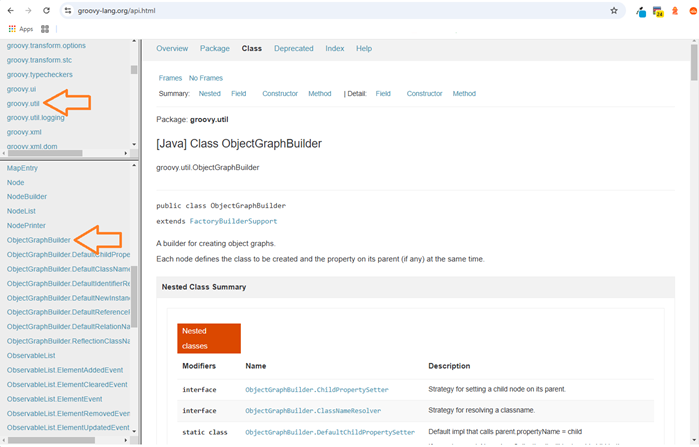 groovy-lang.org/api.html
24
Apps
groovy.transform.options
groovy.transform.stc
groovy.typecheckers
groovy.ui
groovy.util
groovy.util.logging
groovy.xml
groovy.xml.dom
MapEntry
Node
NodeBuilder
NodeList
NodePrinter
ObjectGraphBuilder
ObjectGraphBuilder.DefaultChildPrope
ObjectGraphBuilder.DefaultClassName
ObjectGraphBuilder.DefaultIdentifierRe
ObjectGraphBuilder.DefaultNewInstanc
ObjectGraphBuilder.DefaultReferenceF
ObjectGraphBuilder.DefaultRelationNa
ObjectGraphBuilder.ReflectionClassNa
ObservableList
ObservableList.ElementAddedEvent
ObservableList.ElementClearedEvent
ObservableList.ElementEvent
ObservableList.ElementRemovedEven
ObservableList.ElementUpdatedEvent
Overview Package Class Deprecated Index Help
Frames No Frames
Summary: Nested Field Constructor Method | Detail: Field Constructor Method
Package: groovy.util
[Java] Class ObjectGraphBuilder
groovy.util.ObjectGraphBuilder
public class ObjectGraphBuilder
extends FactoryBuilderSupport
A builder for creating object graphs.
Each node defines the class to be created and the property on its parent (if any) at the same time.
Nested Class Summary
Nested
classes
Modifiers Name Description
interface ObjectGraphBuilder.ChildPropertySetter Strategy for setting a child node on its parent.
interface ObjectGraphBuilder.ClassNameResolver Strategy for resolving a classname.
static class ObjectGraphBuilder.DefaultChildPropertySetter Default impl that calls parent.propertyName = child